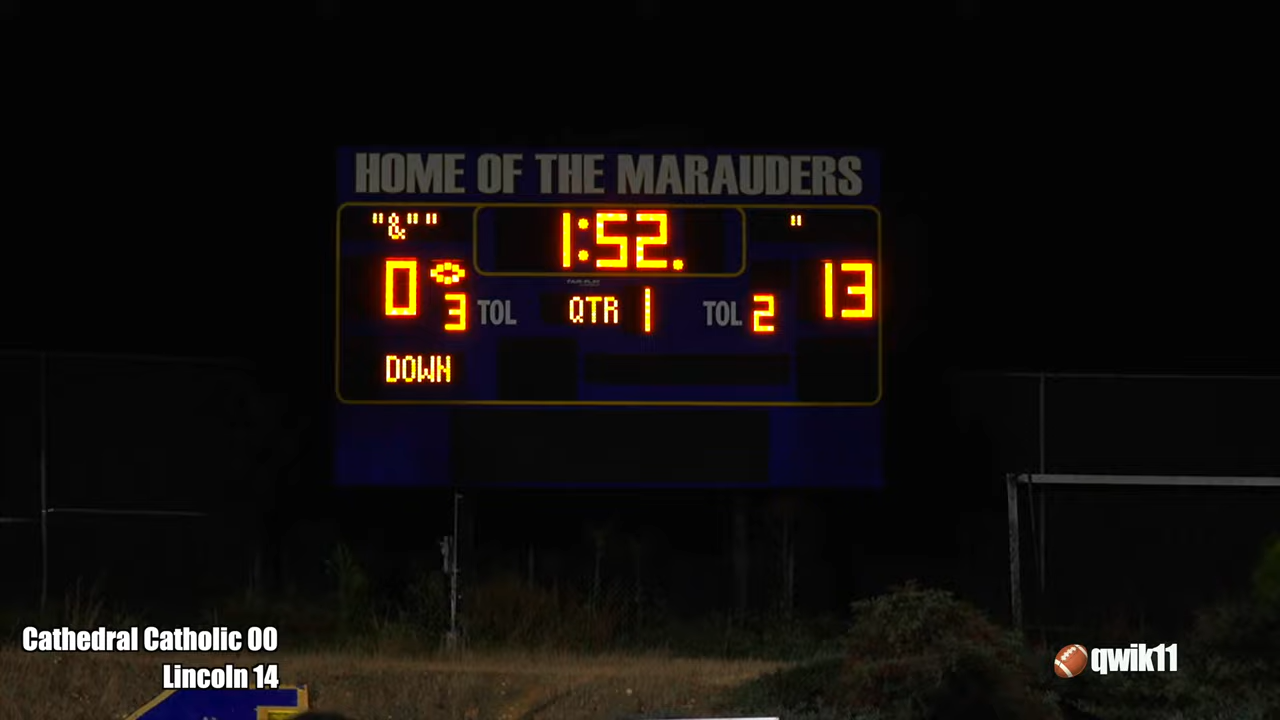 HOME OF THE MARAUDERS
"&"" 1:52. "
0 3 TOL QTR 1 TOL 2 13
DOWN
Cathedral Catholic 00
Lincoln 14
qwik11